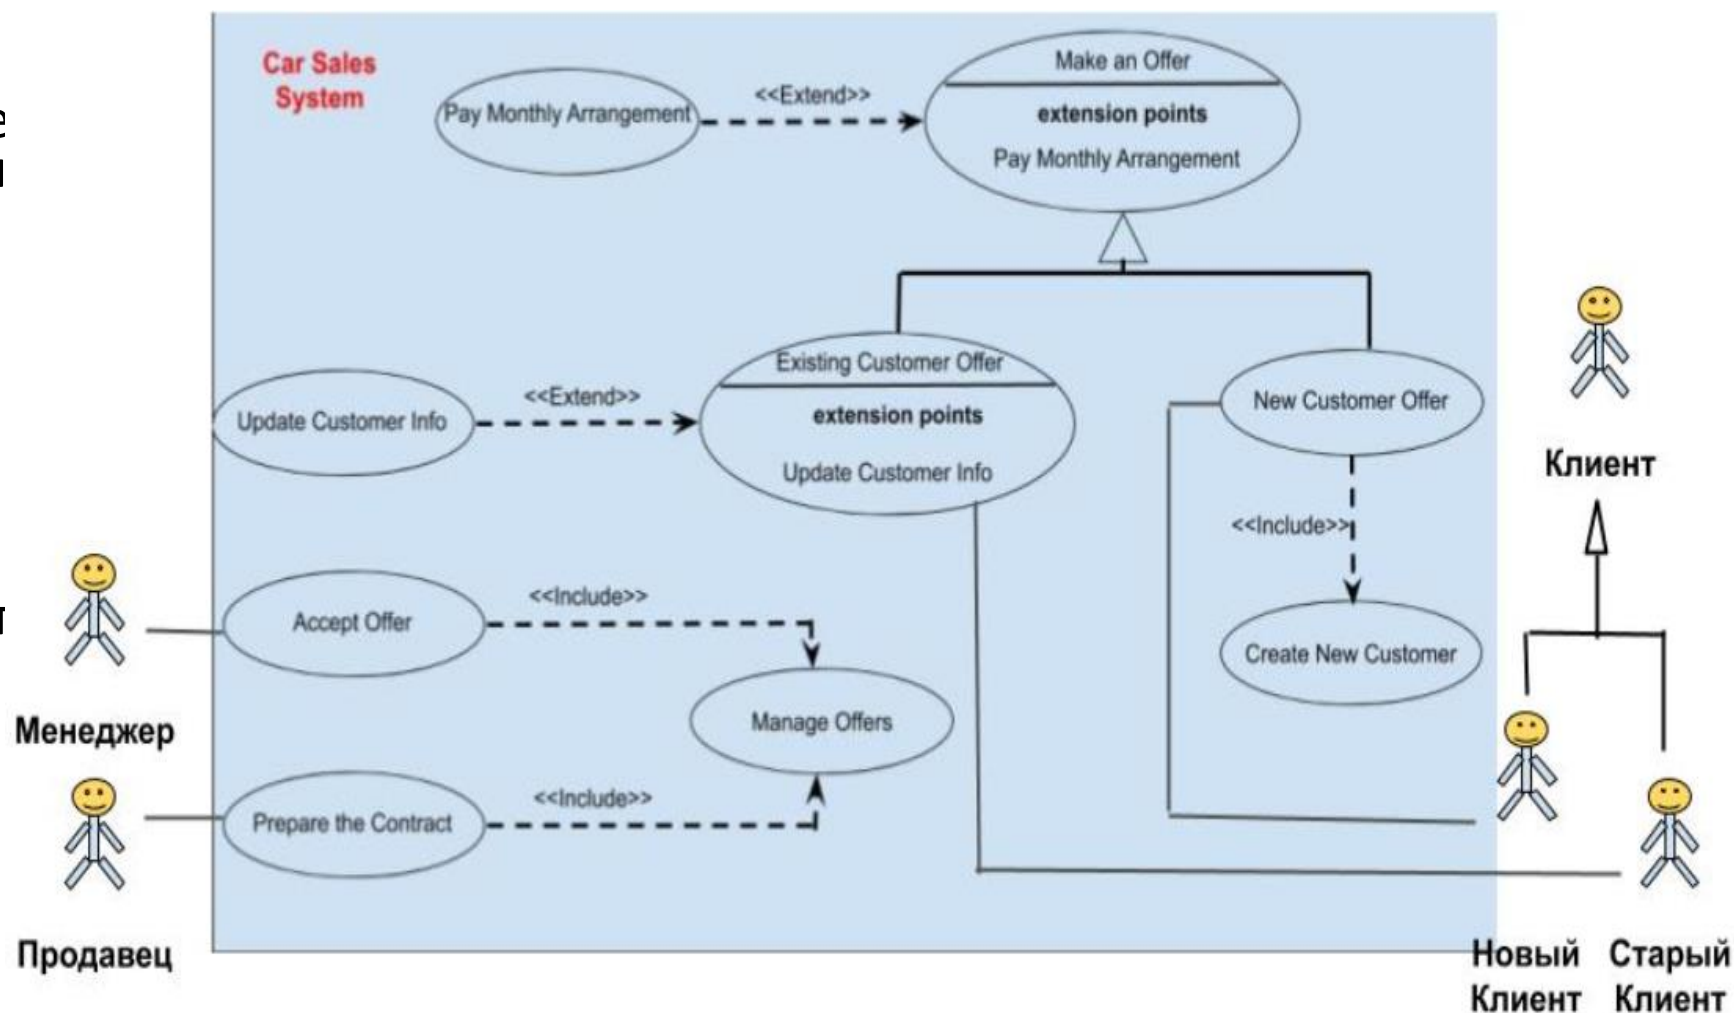 Car Sales
System
Pay Monthly Arrangement
<<Extend>>
Make an Offer
extension points
Pay Monthly Arrangement
Update Customer Info
<<Extend>>
Existing Customer Offer
extension points
Update Customer Info
New Customer Offer
<<Include>>
Create New Customer
Клиент
Accept Offer
<<Include>>
Manage Offers
Менеджер
Prepare the Contract
<<Include>>
Продавец
Новый
Клиент
Старый
Клиент